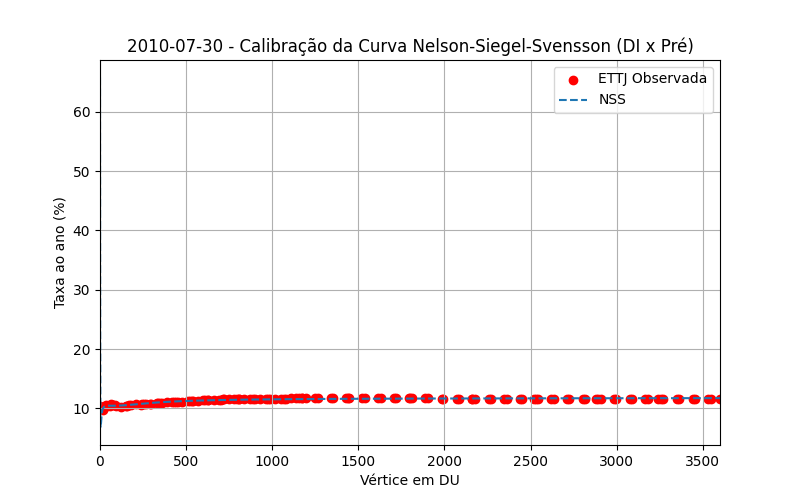 2010-07-30 - Calibração da Curva Nelson-Siegel-Svensson (DI x Pré)
ETTJ Observada
NSS
Taxa ao ano (%)
60
50
40
30
20
10
0 500 1000 1500 2000 2500 3000 3500
Vértice em DU